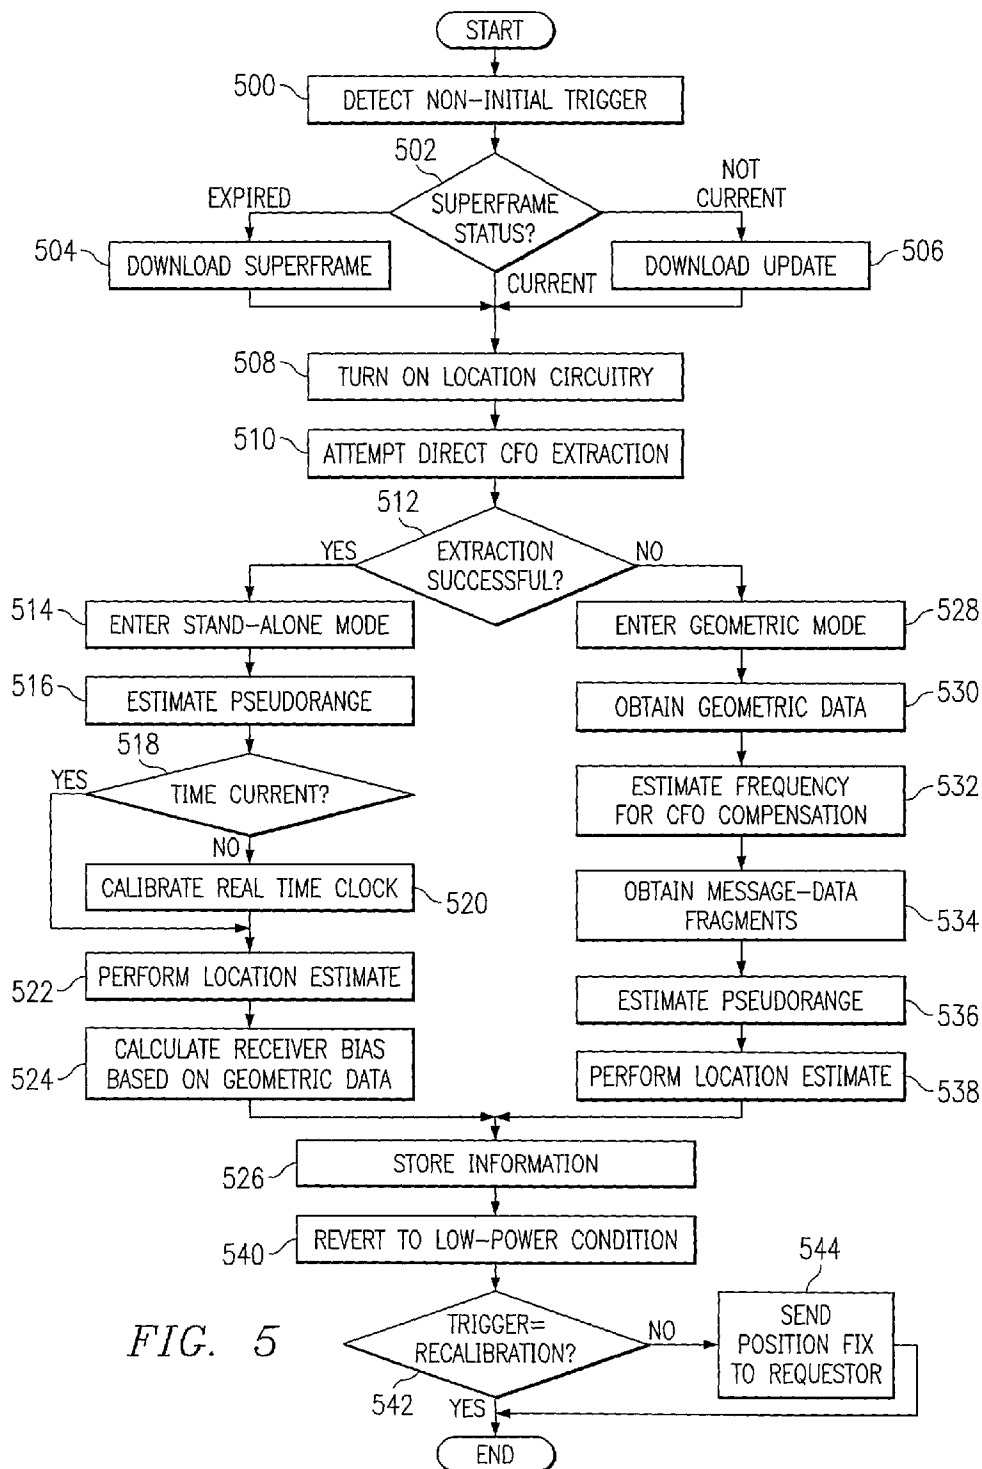 START
500
DETECT NON-INITIAL TRIGGER
502
EXPIRED
SUPERFRAME
STATUS?
NOT
CURRENT
504
DOWNLOAD SUPERFRAME
DOWNLOAD UPDATE
506
CURRENT
508
TURN ON LOCATION CIRCUITRY
510
ATTEMPT DIRECT CFO EXTRACTION
512
YES
EXTRACTION
SUCCESSFUL?
NO
514
ENTER STAND-ALONE MODE
516
ESTIMATE PSEUDORANGE
518
YES
TIME CURRENT?
NO
CALIBRATE REAL TIME CLOCK
520
522
PERFORM LOCATION ESTIMATE
524
CALCULATE RECEIVER BIAS
BASED ON GEOMETRIC DATA
ENTER GEOMETRIC MODE
528
OBTAIN GEOMETRIC DATA
530
ESTIMATE FREQUENCY
FOR CFO COMPENSATION
532
OBTAIN MESSAGE-DATA
FRAGMENTS
534
ESTIMATE PSEUDORANGE
536
PERFORM LOCATION ESTIMATE
538
526
STORE INFORMATION
540
REVERT TO LOW-POWER CONDITION
TRIGGER=
RECALIBRATION?
542
NO
544
SEND
POSITION FIX
TO REQUESTOR
YES
END
FIG. 5